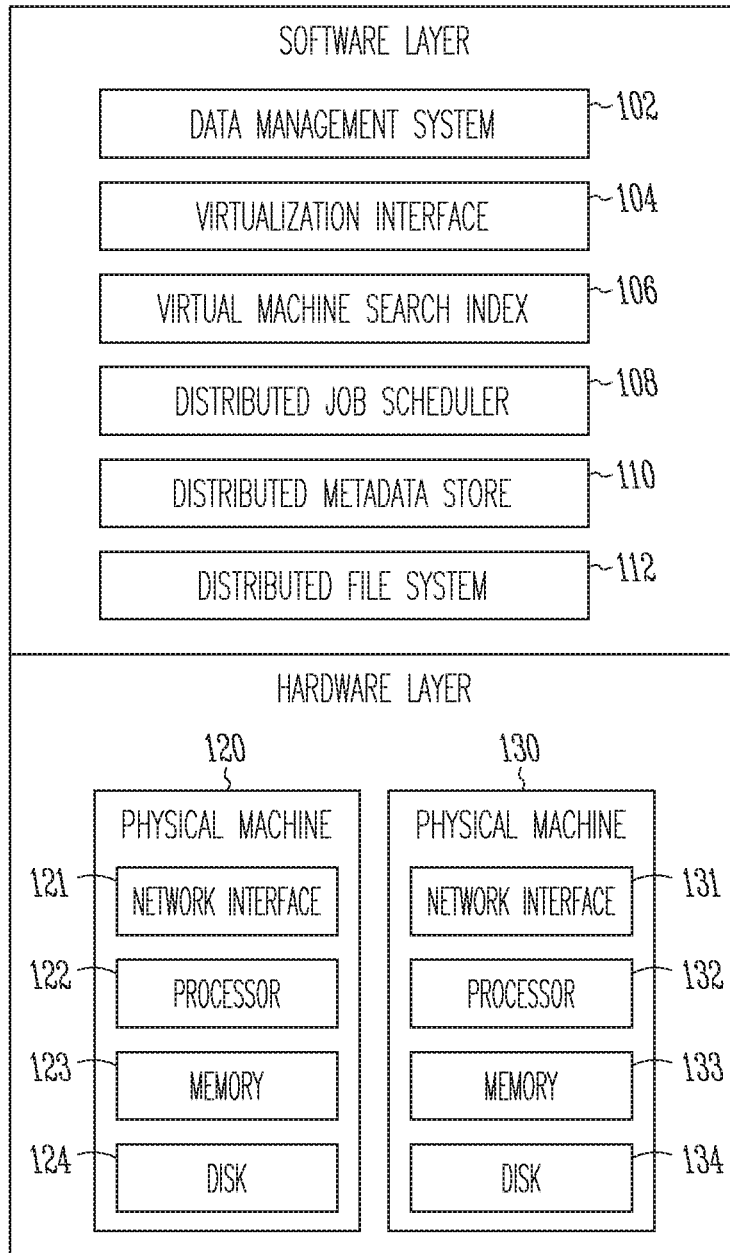 SOFTWARE LAYER
DATA MANAGEMENT SYSTEM
102
VIRTUALIZATION INTERFACE
104
VIRTUAL MACHINE SEARCH INDEX
106
DISTRIBUTED JOB SCHEDULER
108
DISTRIBUTED METADATA STORE
110
DISTRIBUTED FILE SYSTEM
112
HARDWARE LAYER
120
PHYSICAL MACHINE
121
NETWORK INTERFACE
122
PROCESSOR
123
MEMORY
124
DISK
130
PHYSICAL MACHINE
NETWORK INTERFACE
131
PROCESSOR
132
MEMORY
133
DISK
134